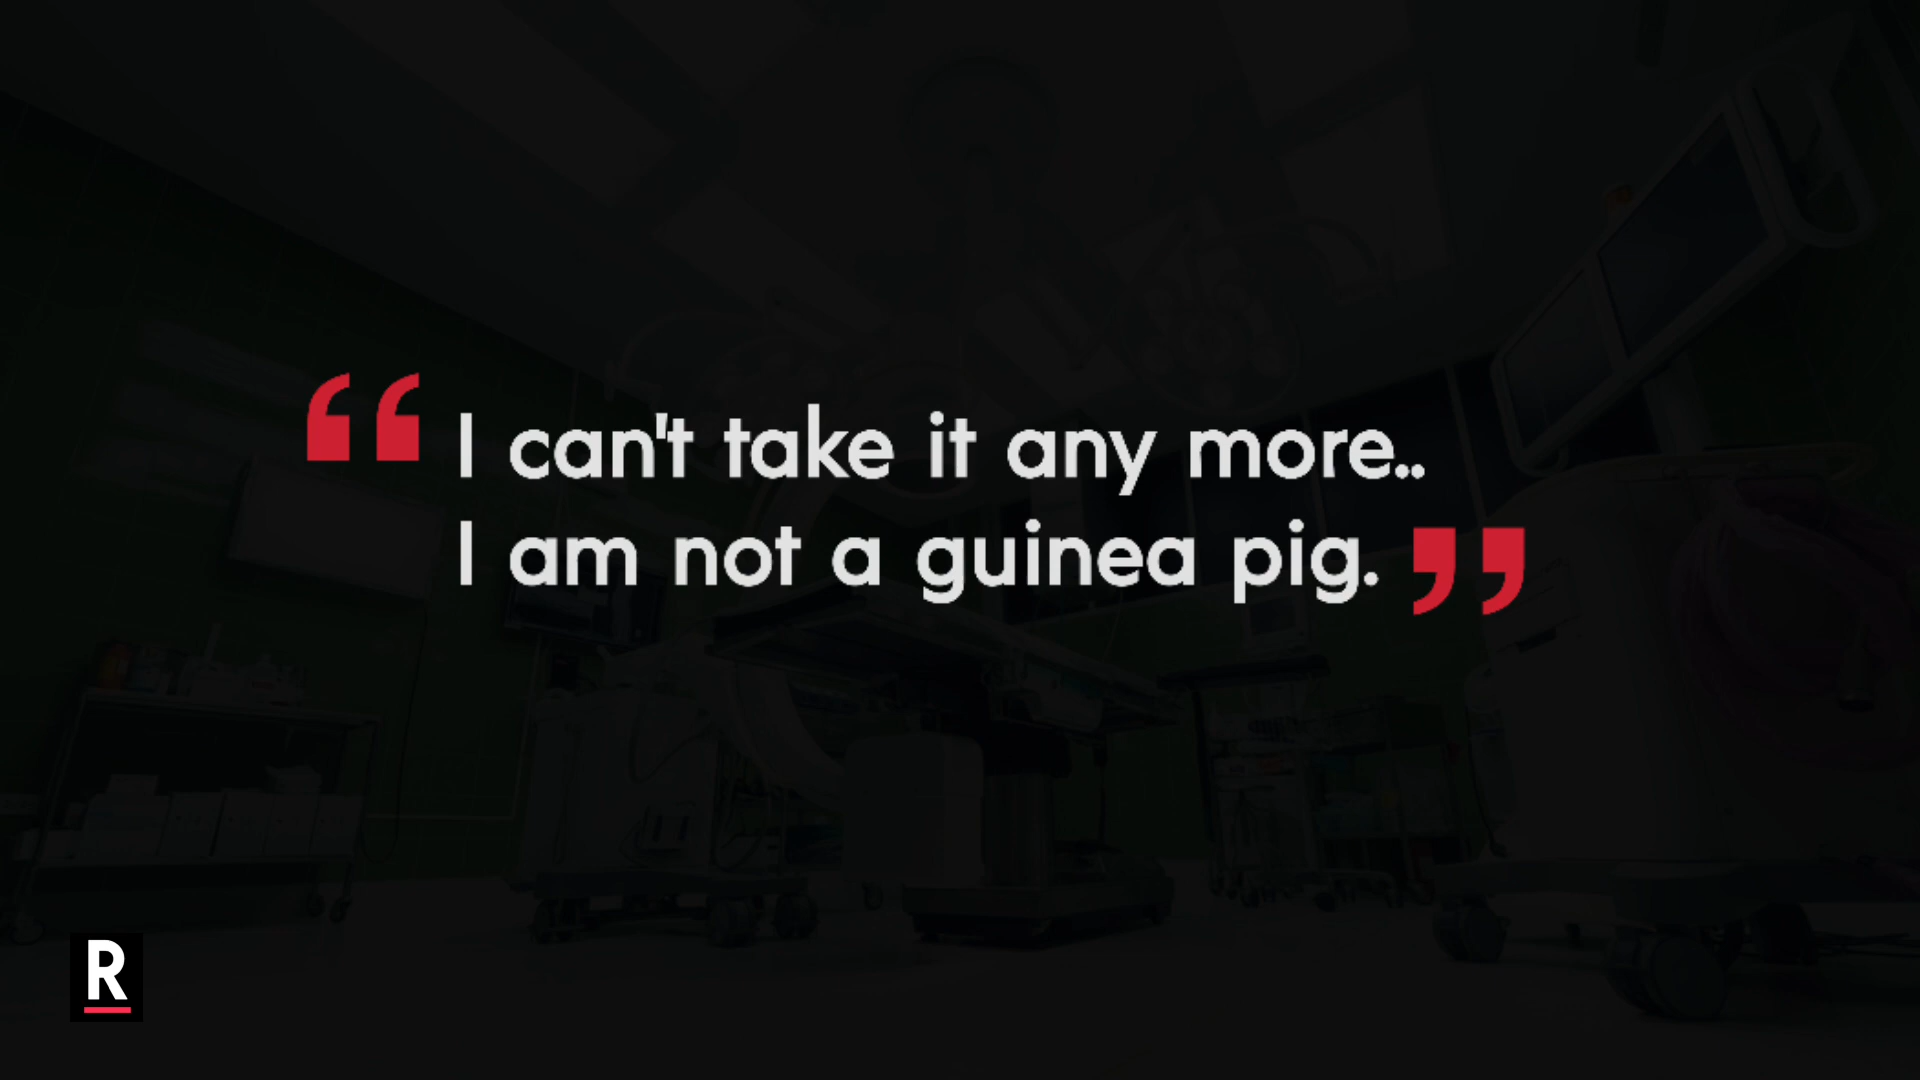 “I can't take it any more..
I am not a guinea pig.”
R